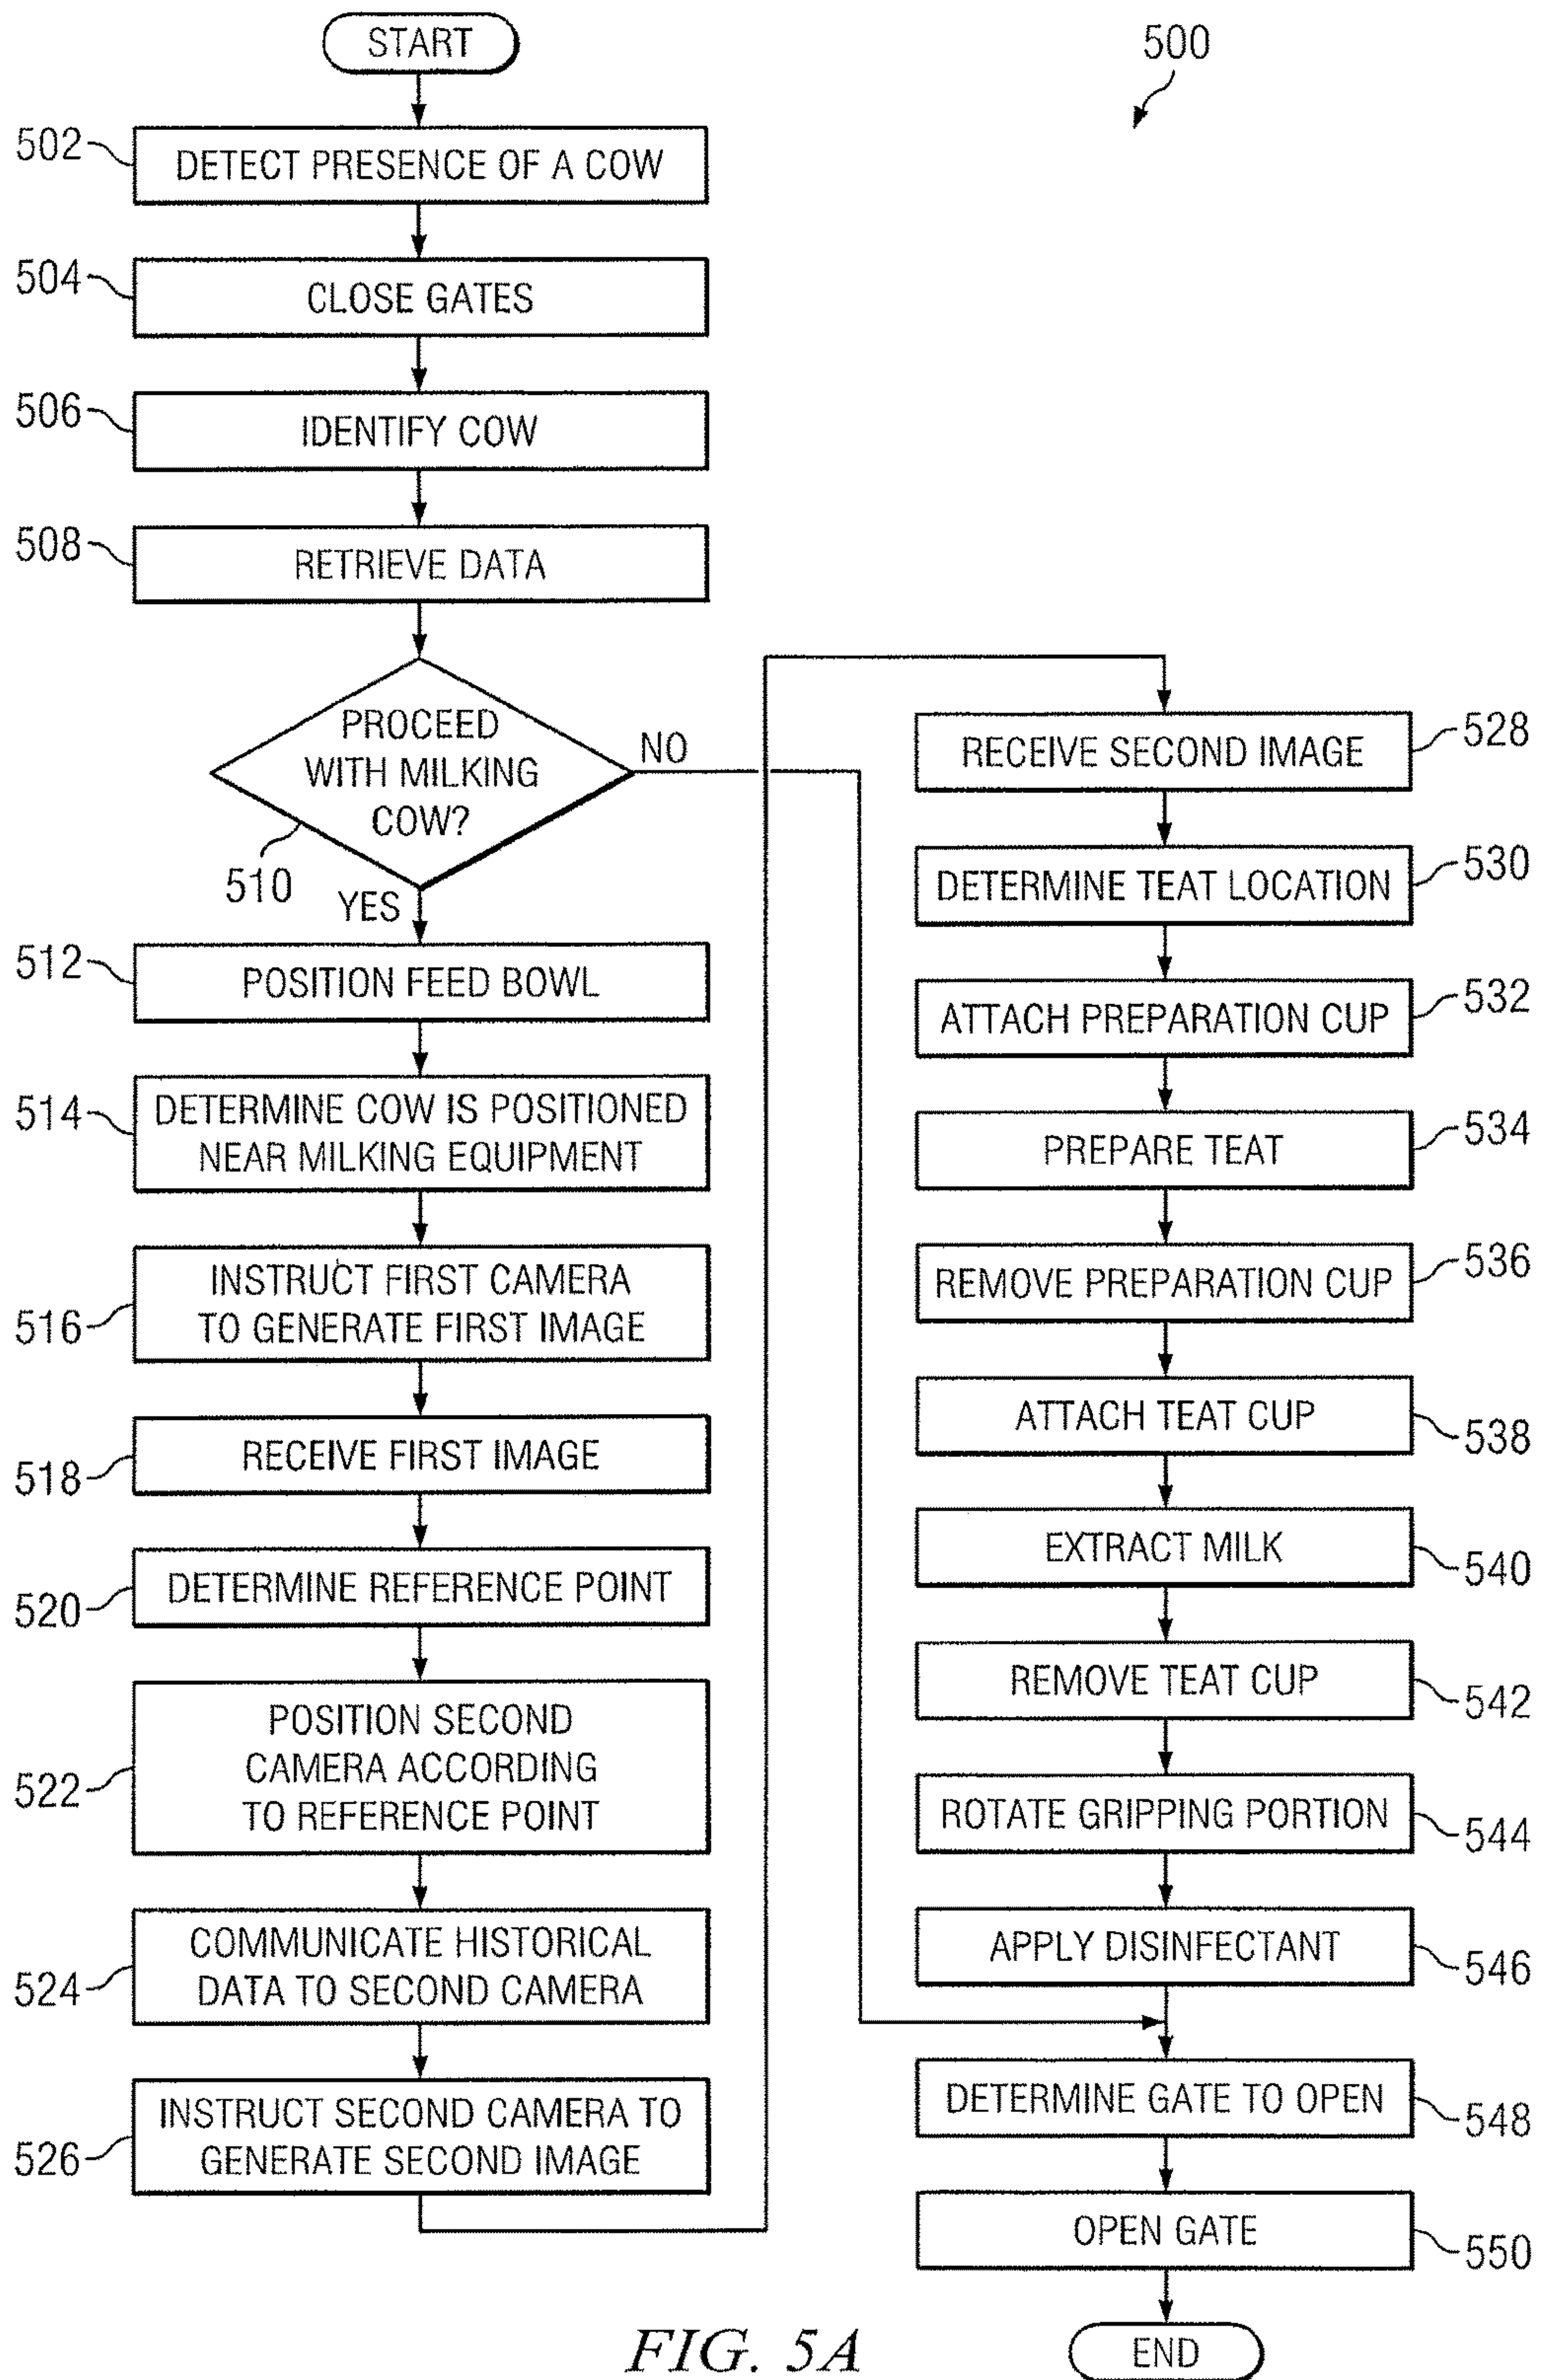 START
500
502
DETECT PRESENCE OF A COW
504
CLOSE GATES
506
IDENTIFY COW
508
RETRIEVE DATA
PROCEED
WITH MILKING
COW?
NO
510
YES
512
POSITION FEED BOWL
514
DETERMINE COW IS POSITIONED
NEAR MILKING EQUIPMENT
516
INSTRUCT FIRST CAMERA
TO GENERATE FIRST IMAGE
518
RECEIVE FIRST IMAGE
520
DETERMINE REFERENCE POINT
522
POSITION SECOND
CAMERA ACCORDING
TO REFERENCE POINT
524
COMMUNICATE HISTORICAL
DATA TO SECOND CAMERA
526
INSTRUCT SECOND CAMERA TO
GENERATE SECOND IMAGE
RECEIVE SECOND IMAGE
528
DETERMINE TEAT LOCATION
530
ATTACH PREPARATION CUP
532
PREPARE TEAT
534
REMOVE PREPARATION CUP
536
ATTACH TEAT CUP
538
EXTRACT MILK
540
REMOVE TEAT CUP
542
ROTATE GRIPPING PORTION
544
APPLY DISINFECTANT
546
DETERMINE GATE TO OPEN
548
OPEN GATE
550
END
FIG. 5A